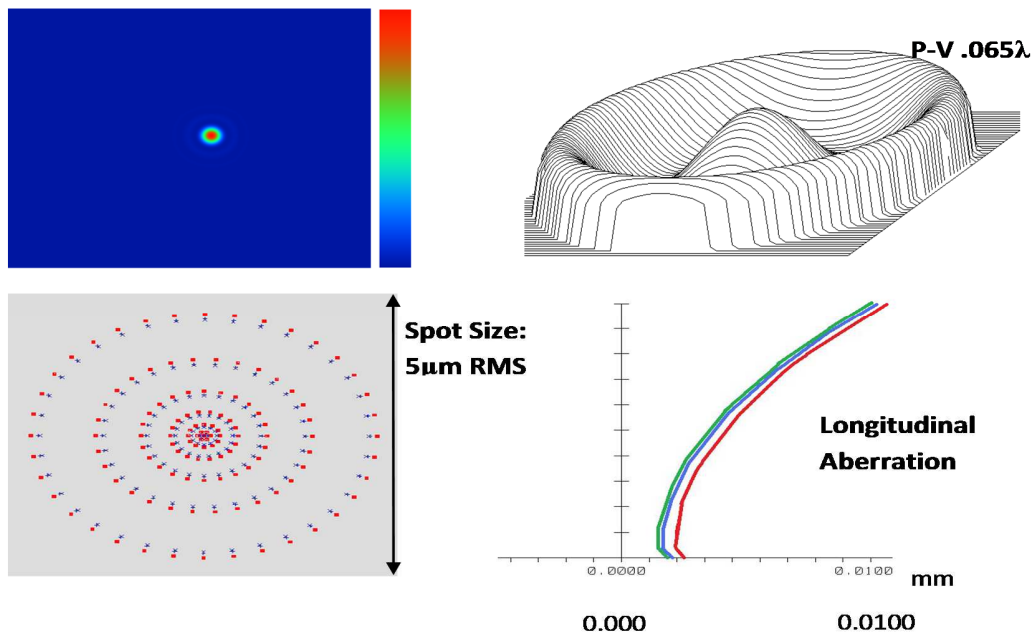 P-V .065λ
Spot Size:
5μm RMS
Longitudinal
Aberration
0.0000
0.0100
mm
0.000
0.0100